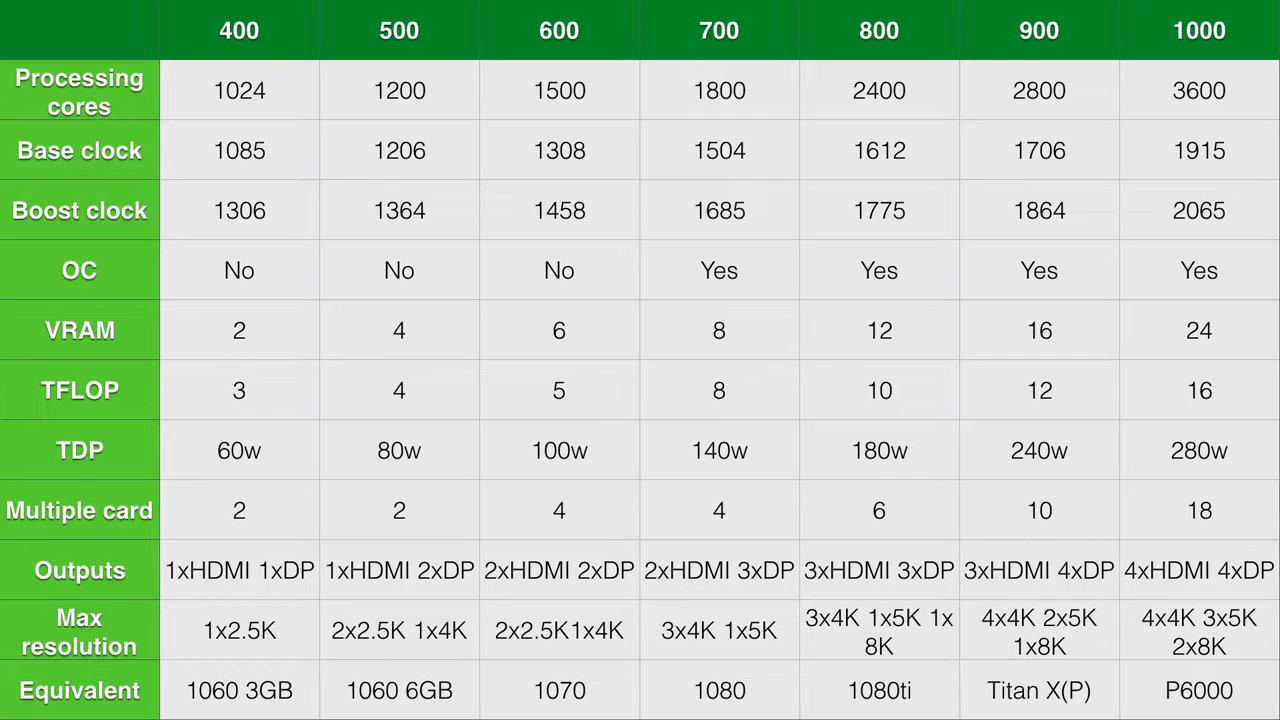 400 500 600 700 800 900 1000
Processing cores 1024 1200 1500 1800 2400 2800 3600
Base clock 1085 1206 1308 1504 1612 1706 1915
Boost clock 1306 1364 1458 1685 1775 1864 2065
OC No No No Yes Yes Yes Yes
VRAM 2 4 6 8 12 16 24
TFLOP 3 4 5 8 10 12 16
TDP 60w 80w 100w 140w 180w 240w 280w
Multiple card 2 2 4 4 6 10 18
Outputs 1xHDMI 1xDP 1xHDMI 2xDP 2xHDMI 2xDP 2xHDMI 3xDP 3xHDMI 3xDP 3xHDMI 4xDP 4xHDMI 4xDP
Max resolution 1x2.5K 2x2.5K 1x4K 2x2.5K1x4K 3x4K 1x5K 3x4K 1x5K 1x 8K 4x4K 2x5K 1x8K 4x4K 3x5K 2x8K
Equivalent 1060 3GB 1060 6GB 1070 1080 1080ti Titan X(P) P6000